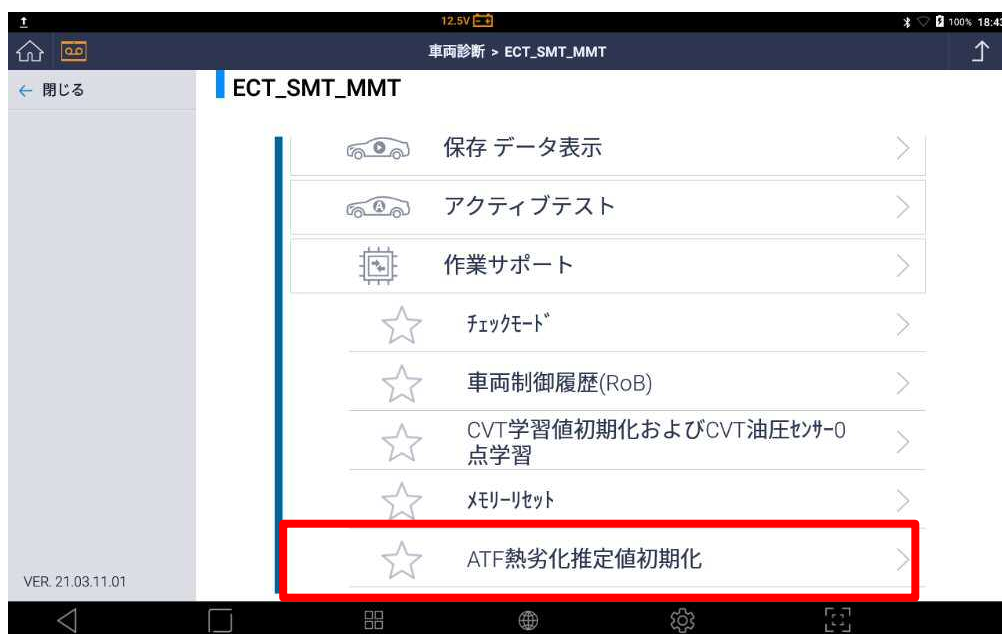 12.5V
100% 18:43
車両診断 > ECT_SMT_MMT
← 閉じる
ECT_SMT_MMT
保存 データ表示
アクティブテスト
作業サポート
ﾁｪｯｸﾓｰﾄﾞ
車両制御履歴(RoB)
CVT学習値初期化およびCVT油圧ｾﾝｻｰ0
点学習
ﾒﾓﾘｰﾘｾｯﾄ
ATF熱劣化推定値初期化
VER. 21.03.11.01